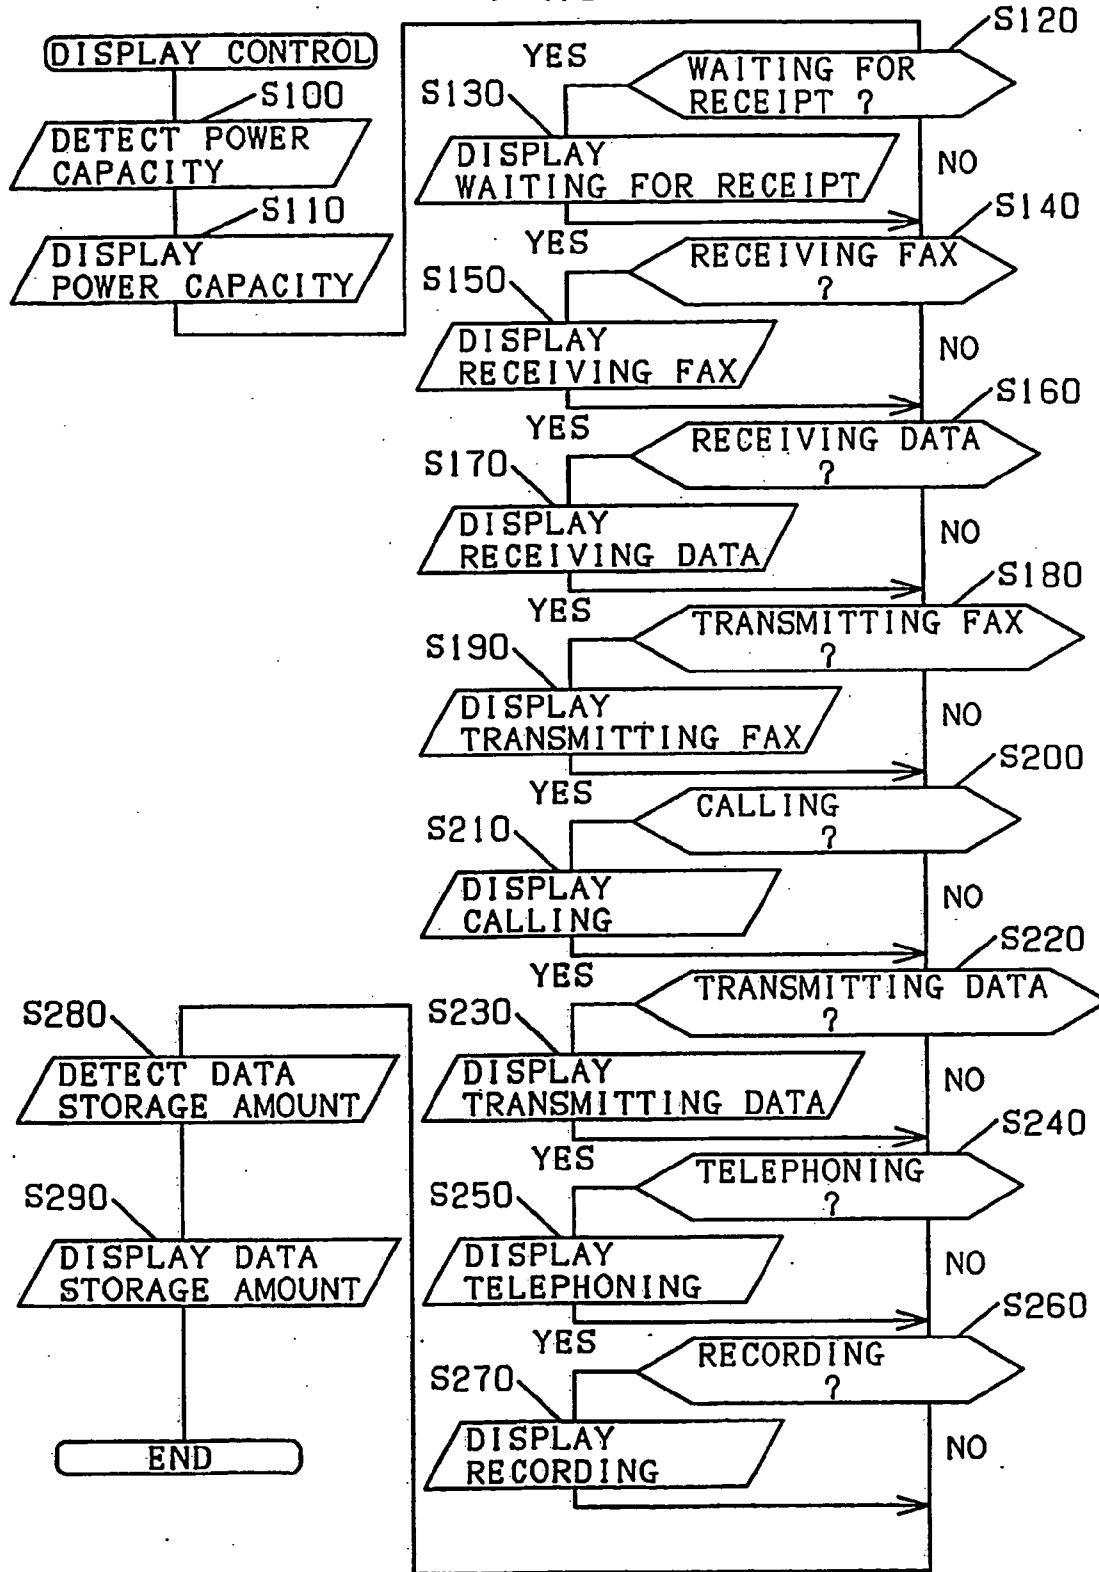 DISPLAY CONTROL
S100
DETECT POWER
CAPACITY
S110
DISPLAY
POWER CAPACITY
S120
WAITING FOR
RECEIPT ?
YES
S130
DISPLAY
WAITING FOR RECEIPT
NO
S140
RECEIVING FAX
?
YES
S150
DISPLAY
RECEIVING FAX
NO
S160
RECEIVING DATA
?
YES
S170
DISPLAY
RECEIVING DATA
NO
S180
TRANSMITTING FAX
?
YES
S190
DISPLAY
TRANSMITTING FAX
NO
S200
CALLING
?
YES
S210
DISPLAY
CALLING
NO
S220
TRANSMITTING DATA
?
YES
S230
DISPLAY
TRANSMITTING DATA
NO
S240
TELEPHONING
?
YES
S250
DISPLAY
TELEPHONING
NO
S260
RECORDING
?
YES
S270
DISPLAY
RECORDING
NO
S280
DETECT DATA
STORAGE AMOUNT
S290
DISPLAY DATA
STORAGE AMOUNT
END